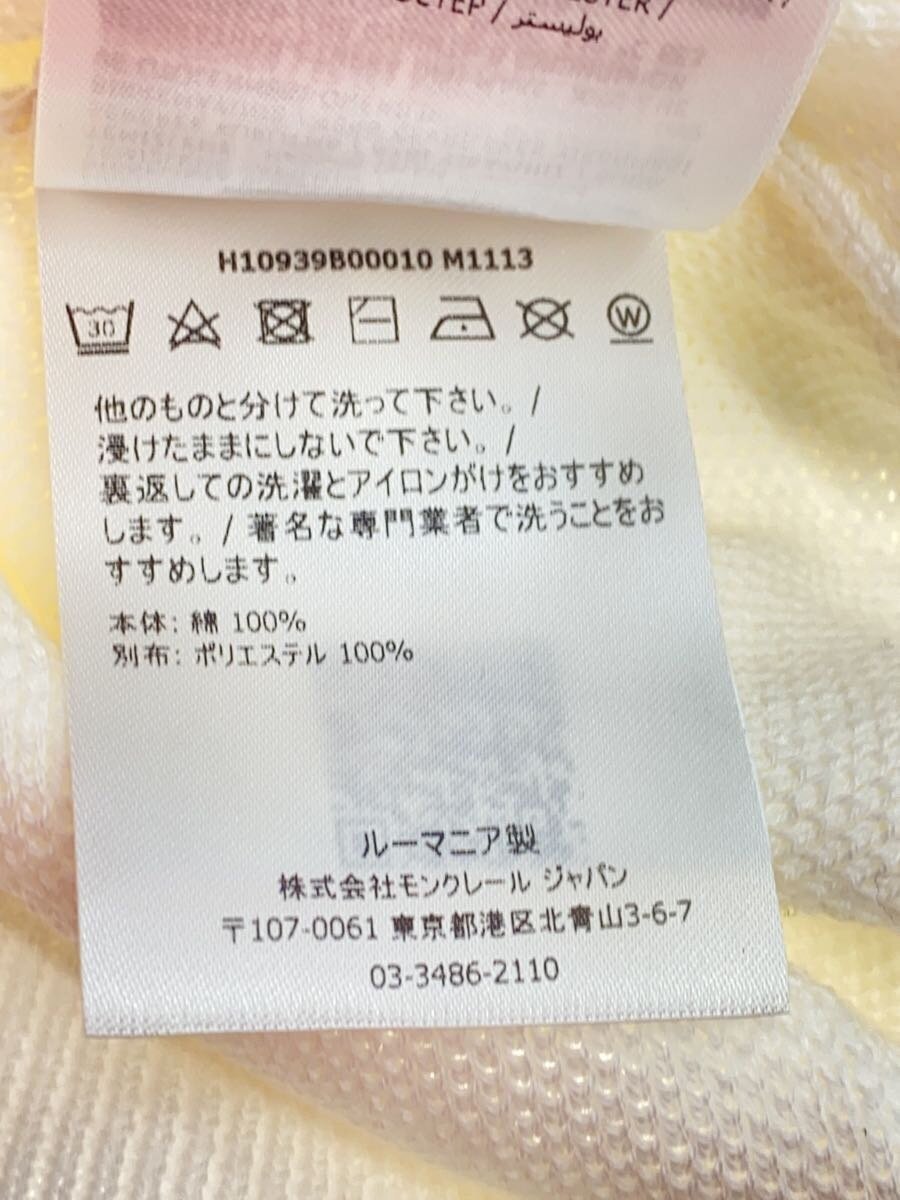 بوليستر /
H10939B00010 M1113
30
W
他のものと分けて洗って下さい。/
浸けたままにしないで下さい。/
裏返しての洗濯とアイロンがけをおすすめ
します。/ 著名な専門業者で洗うことをお
すすめします。
本体: 綿 100%
別布: ポリエステル 100%
ルーマニア製
株式会社モンクレール ジャパン
〒107-0061 東京都港区北青山3-6-7
03-3486-2110